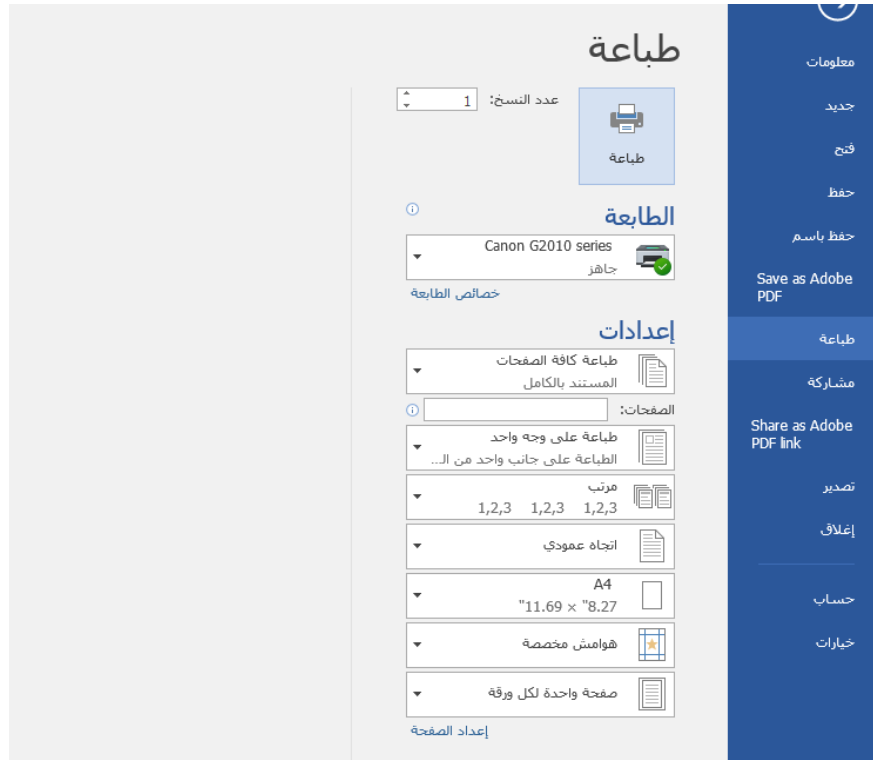 معلومات
جديد
فتح
حفظ
حفظ باسم
Save as Adobe
PDF
طباعة
مشاركة
Share as Adobe
PDF link
تصدير
إغلاق
حساب
خيارات
طباعة
طباعة
عدد النسخ: 1
الطابعة
Canon G2010 series
جاهز
خصائص الطابعة
إعدادات
طباعة كافة الصفحات
المستند بالكامل
الصفحات:
طباعة على وجه واحد
الطباعة على جانب واحد من الـ...
مرتب
1,2,3 1,2,3 1,2,3
اتجاه عمودي
A4
8.27" × 11.69"
هوامش مخصصة
صفحة واحدة لكل ورقة
إعداد الصفحة